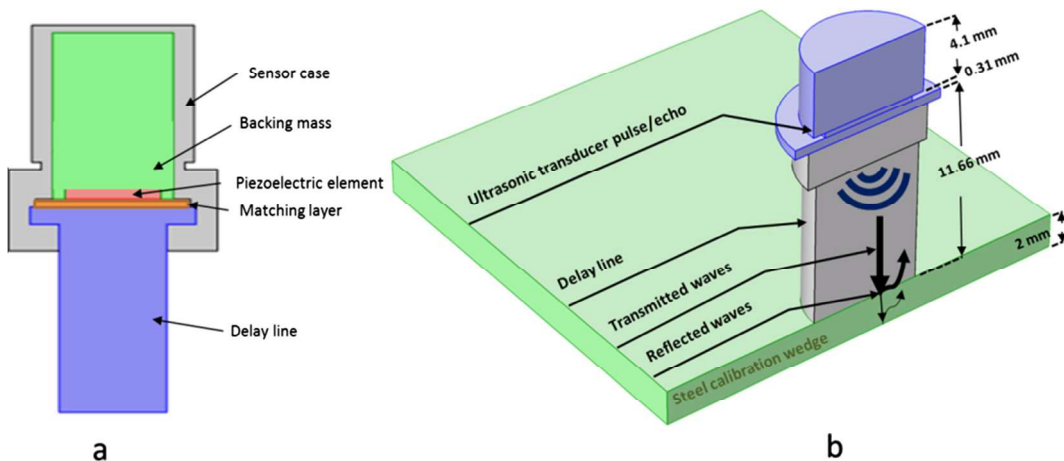 Sensor case
Backing mass
Piezoelectric element
Matching layer
Delay line
a
4.1 mm
0.31 mm
11.66 mm
2 mm
Ultrasonic transducer pulse/echo
Delay line
Transmitted waves
Reflected waves
Steel calibration wedge
b